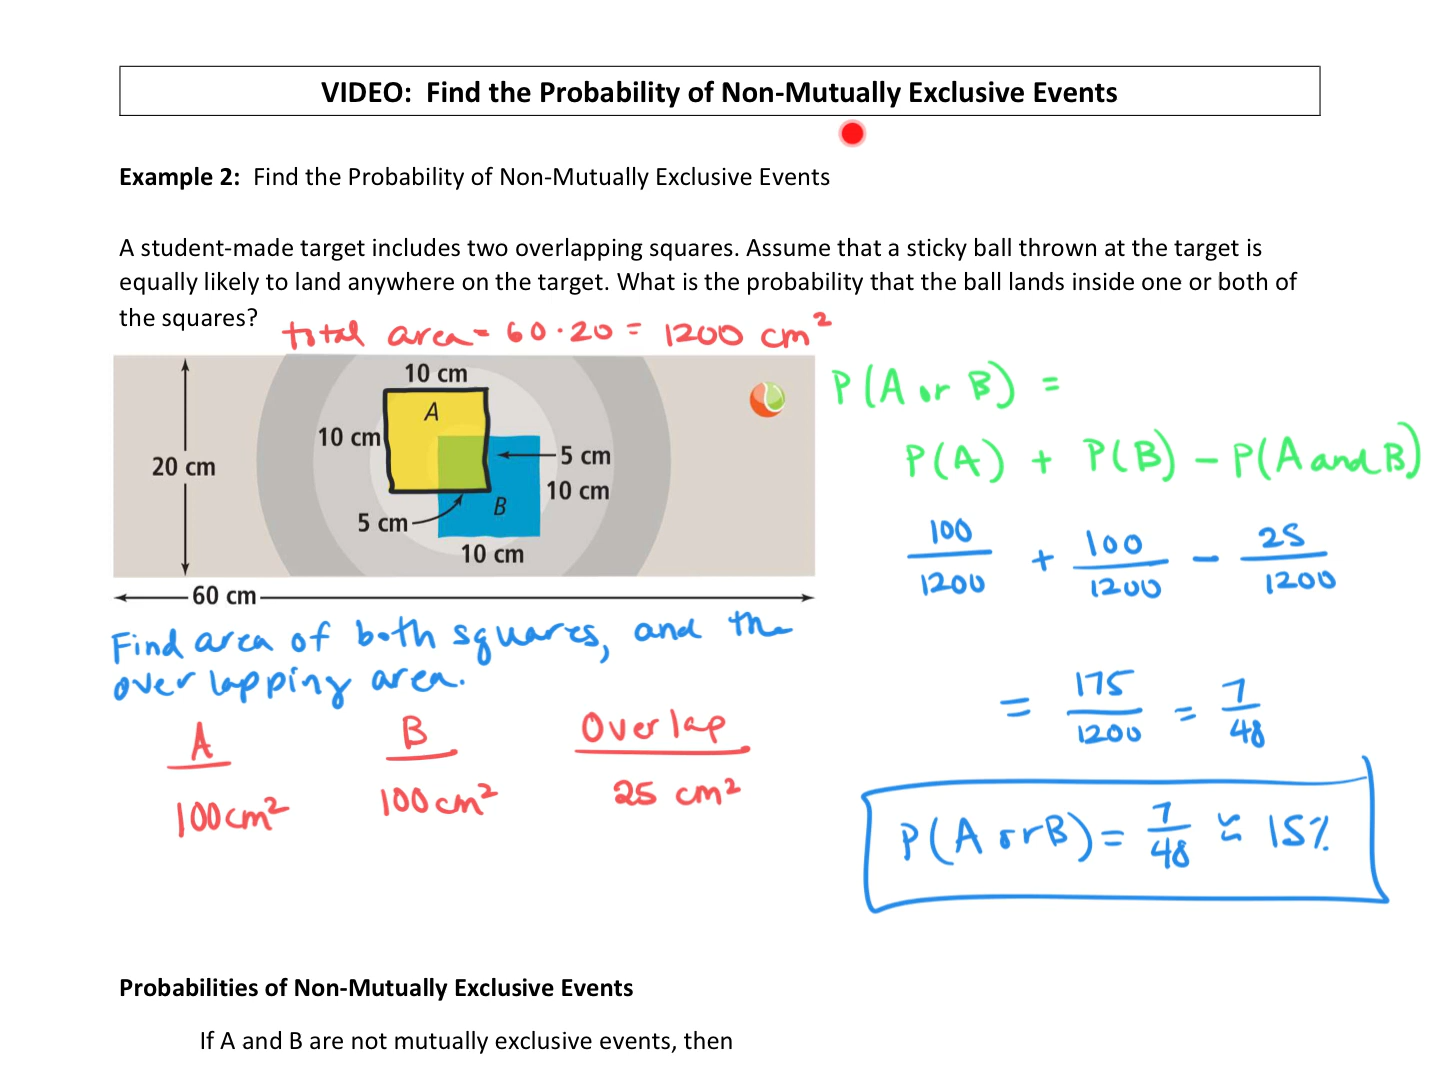 VIDEO: Find the Probability of Non-Mutually Exclusive Events
Example 2: Find the Probability of Non-Mutually Exclusive Events
A student-made target includes two overlapping squares. Assume that a sticky ball thrown at the target is
equally likely to land anywhere on the target. What is the probability that the ball lands inside one or both of
the squares?
total area = 60·20 = 1200 cm²
10 cm
A
10 cm
20 cm
5 cm
10 cm
B
5 cm
10 cm
60 cm
Find area of both squares, and the
overlapping area.
A
100cm²
B
100cm²
Overlap
25 cm²
P(A or B) =
P(A) + P(B) - P(A and B)
100/1200 + 100/1200 - 25/1200
= 175/1200 = 7/48
P(A or B) = 7/48 ≈ 15%
Probabilities of Non-Mutually Exclusive Events
If A and B are not mutually exclusive events, then